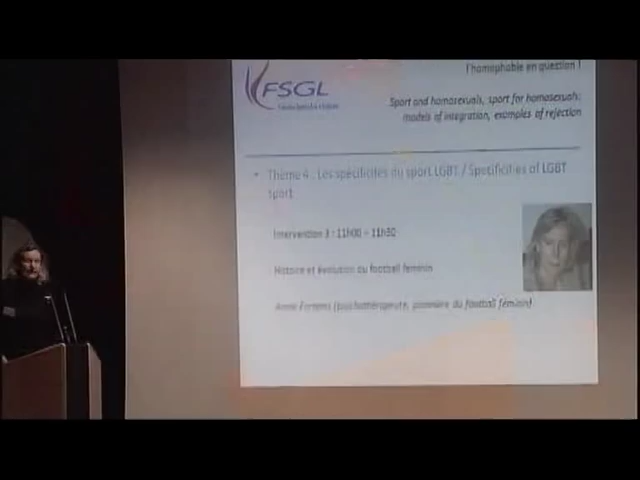 l'homophobie en question !
FSGL
Sport and homosexuals, sport for homosexuals:
models of integration, examples of rejection
• Thème 4 : Les spécificités du sport LGBT / Specificities of LGBT
sport
Intervention 3 : 11h00 – 11h30
Histoire et évolution du football féminin
Annie Fortems (psychothérapeute, pionnière du football féminin)